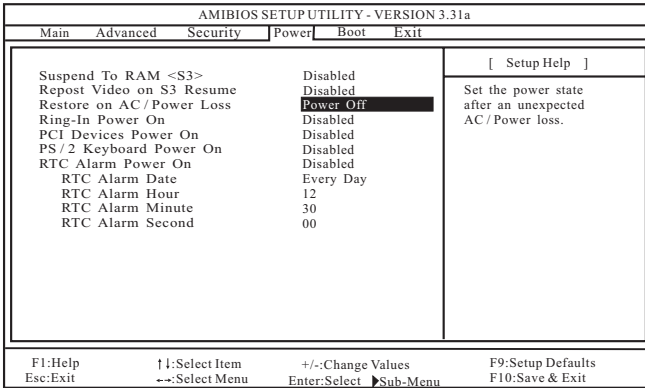 AMIBIOS SETUP UTILITY - VERSION 3.31a
Main Advanced Security Power Boot Exit
Suspend To RAM <S3> Disabled
Repost Video on S3 Resume Disabled
Restore on AC / Power Loss Power Off
Ring-In Power On Disabled
PCI Devices Power On Disabled
PS / 2 Keyboard Power On Disabled
RTC Alarm Power On Disabled
RTC Alarm Date Every Day
RTC Alarm Hour 12
RTC Alarm Minute 30
RTC Alarm Second 00
[ Setup Help ]
Set the power state
after an unexpected
AC / Power loss.
F1:Help ↑↓:Select Item +/-:Change Values F9:Setup Defaults
Esc:Exit ←→:Select Menu Enter:Select ▶Sub-Menu F10:Save & Exit